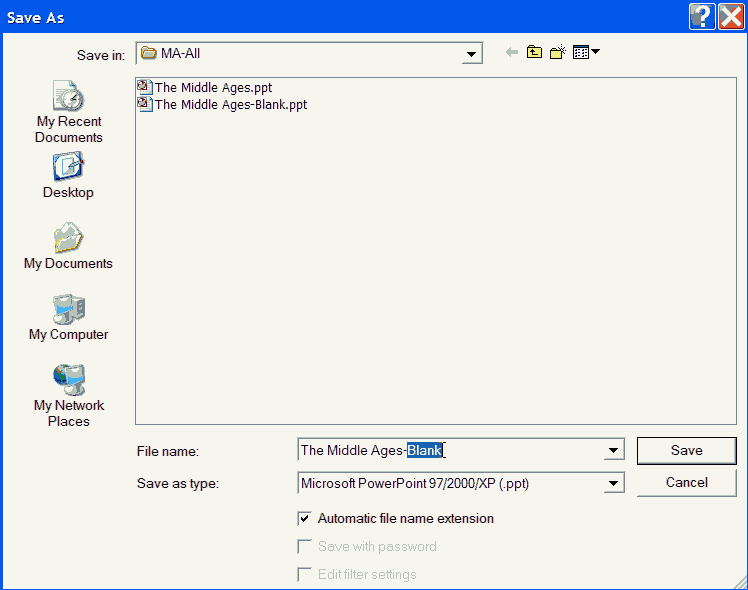 Save As
Save in: MA-All
The Middle Ages.ppt
The Middle Ages-Blank.ppt
My Recent
Documents
Desktop
My Documents
My Computer
My Network
Places
File name: The Middle Ages-Blank Save
Save as type: Microsoft PowerPoint 97/2000/XP (.ppt) Cancel
Automatic file name extension
Save with password
Edit filter settings